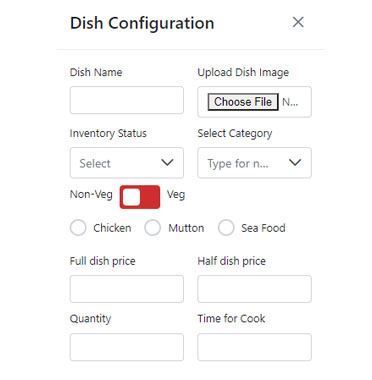 Dish Configuration
Dish Name Upload Dish Image
Choose File N...
Inventory Status Select Category
Select Type for n...
Non-Veg Veg
Chicken Mutton Sea Food
Full dish price Half dish price
Quantity Time for Cook